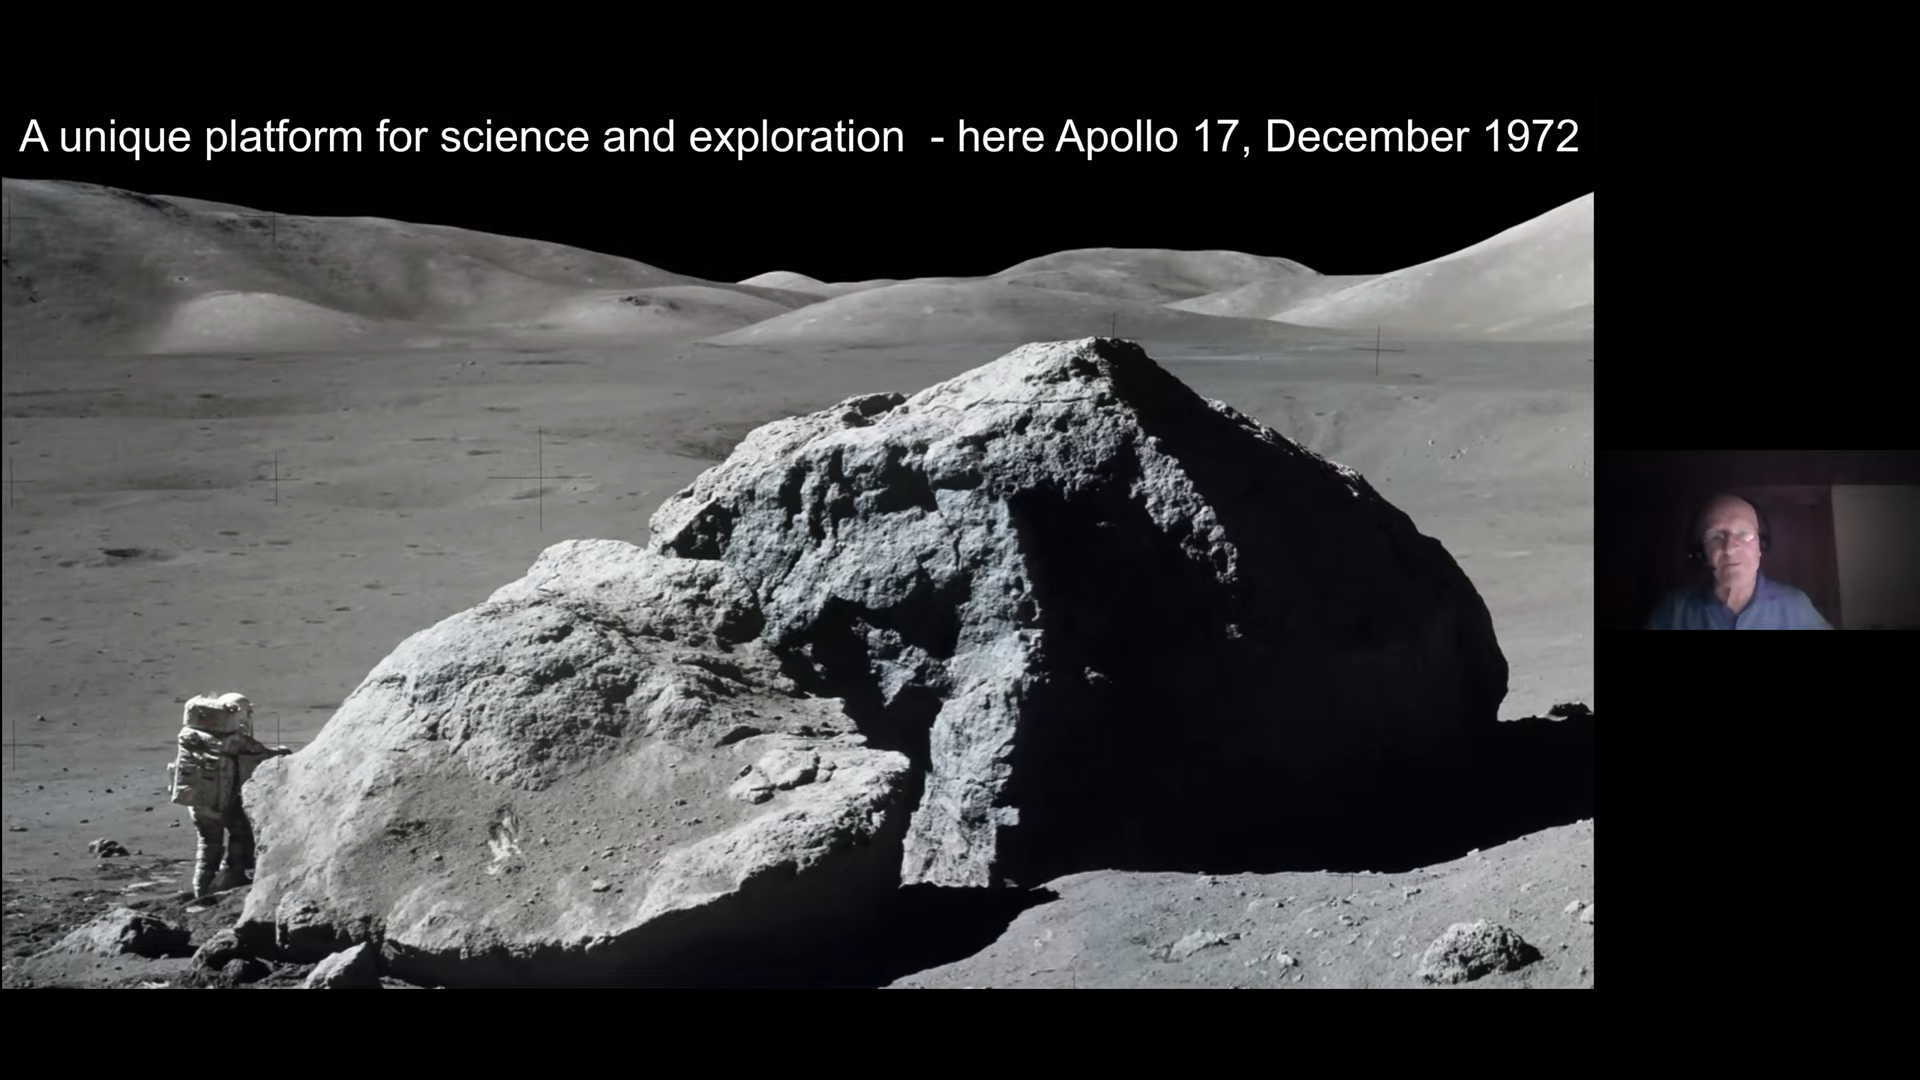 A unique platform for science and exploration  - here Apollo 17, December 1972